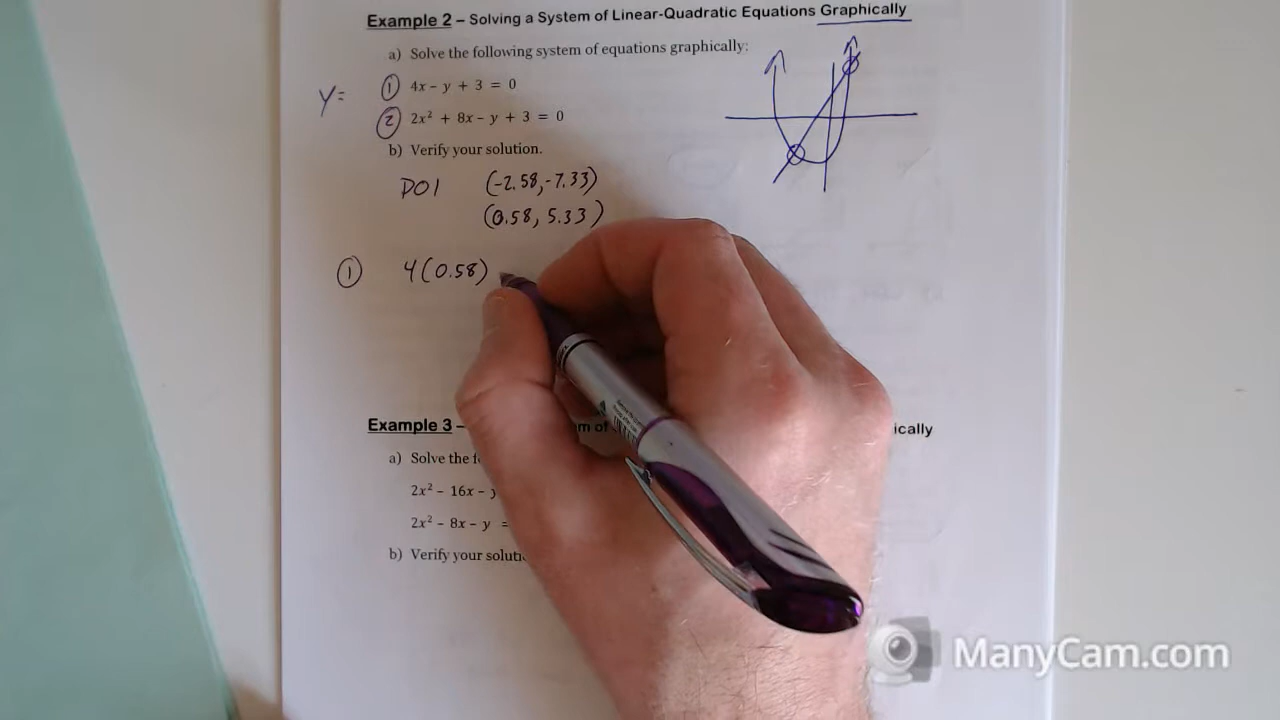 Example 2 – Solving a System of Linear-Quadratic Equations Graphically
a) Solve the following system of equations graphically:
Y= ① 4x – y + 3 = 0
② 2x² + 8x – y + 3 = 0
b) Verify your solution.
POI (-2.58,-7.33)
(0.58, 5.33)
① 4(0.58)
Example 3 – m of ically
a) Solve the f
2x² – 16x – y
2x² – 8x – y =
b) Verify your soluti
ManyCam.com